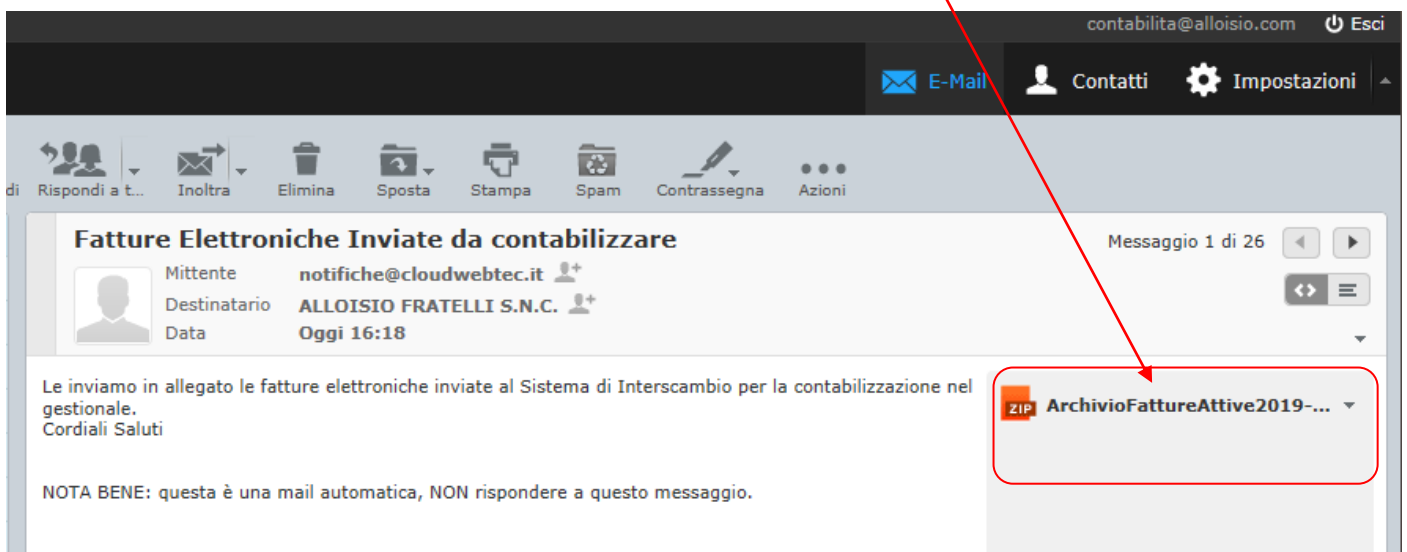 contabilita@alloisio.com Esci
E-Mail Contatti Impostazioni
di Rispondi a t... Inoltra Elimina Sposta Stampa Spam Contrassegna Azioni
Fatture Elettroniche Inviate da contabilizzare
Messaggio 1 di 26
Mittente notifiche@cloudwebtec.it
Destinatario ALLOISIO FRATELLI S.N.C.
Data Oggi 16:18
Le inviamo in allegato le fatture elettroniche inviate al Sistema di Interscambio per la contabilizzazione nel
gestionale.
Cordiali Saluti
ZIP ArchivioFattureAttive2019-...
NOTA BENE: questa è una mail automatica, NON rispondere a questo messaggio.